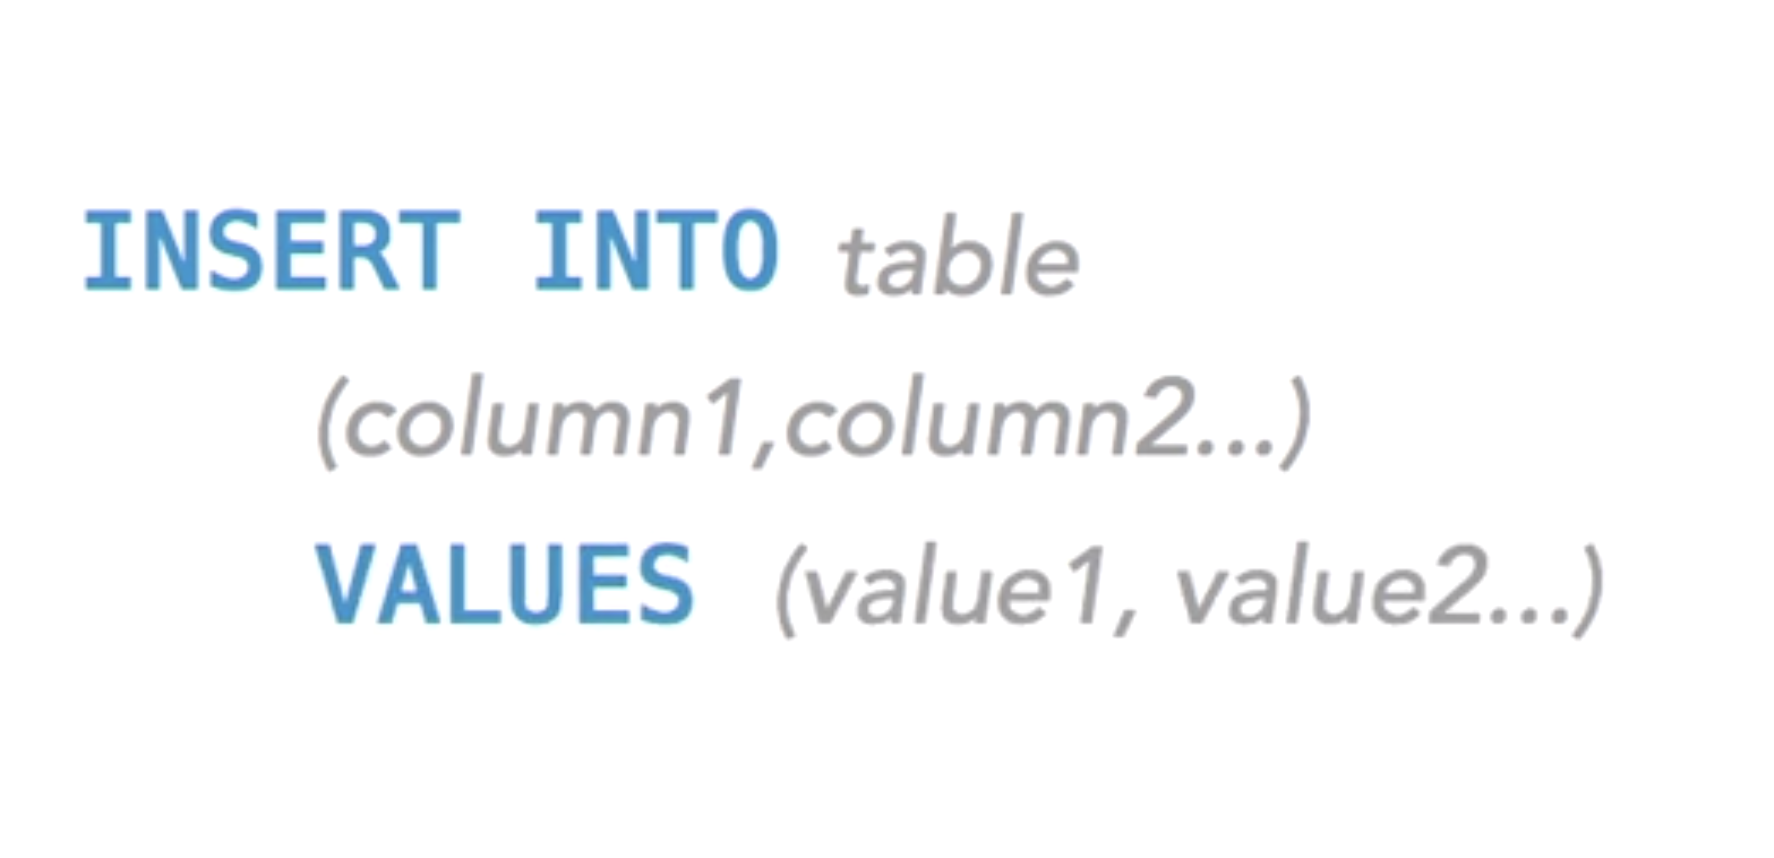 INSERT INTO table
(column1,column2...)
VALUES (value1, value2...)